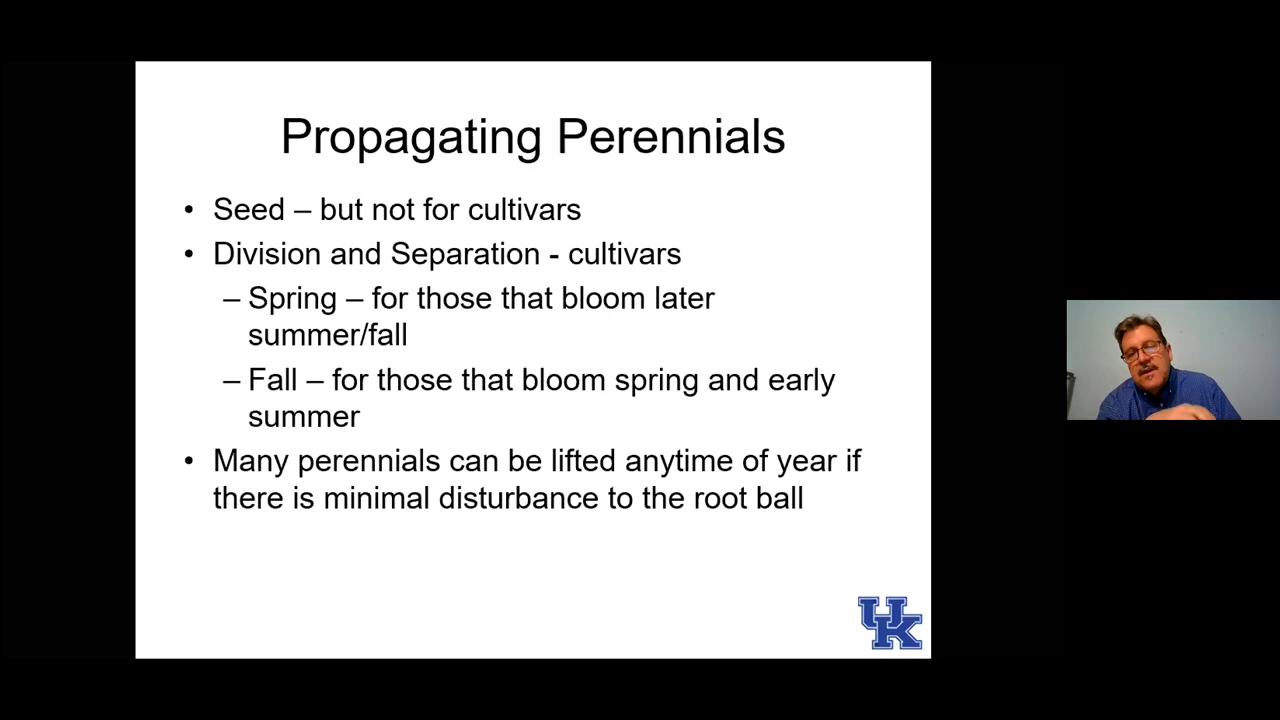 Propagating Perennials
• Seed – but not for cultivars
• Division and Separation - cultivars
– Spring – for those that bloom later
summer/fall
– Fall – for those that bloom spring and early
summer
• Many perennials can be lifted anytime of year if
there is minimal disturbance to the root ball
UK